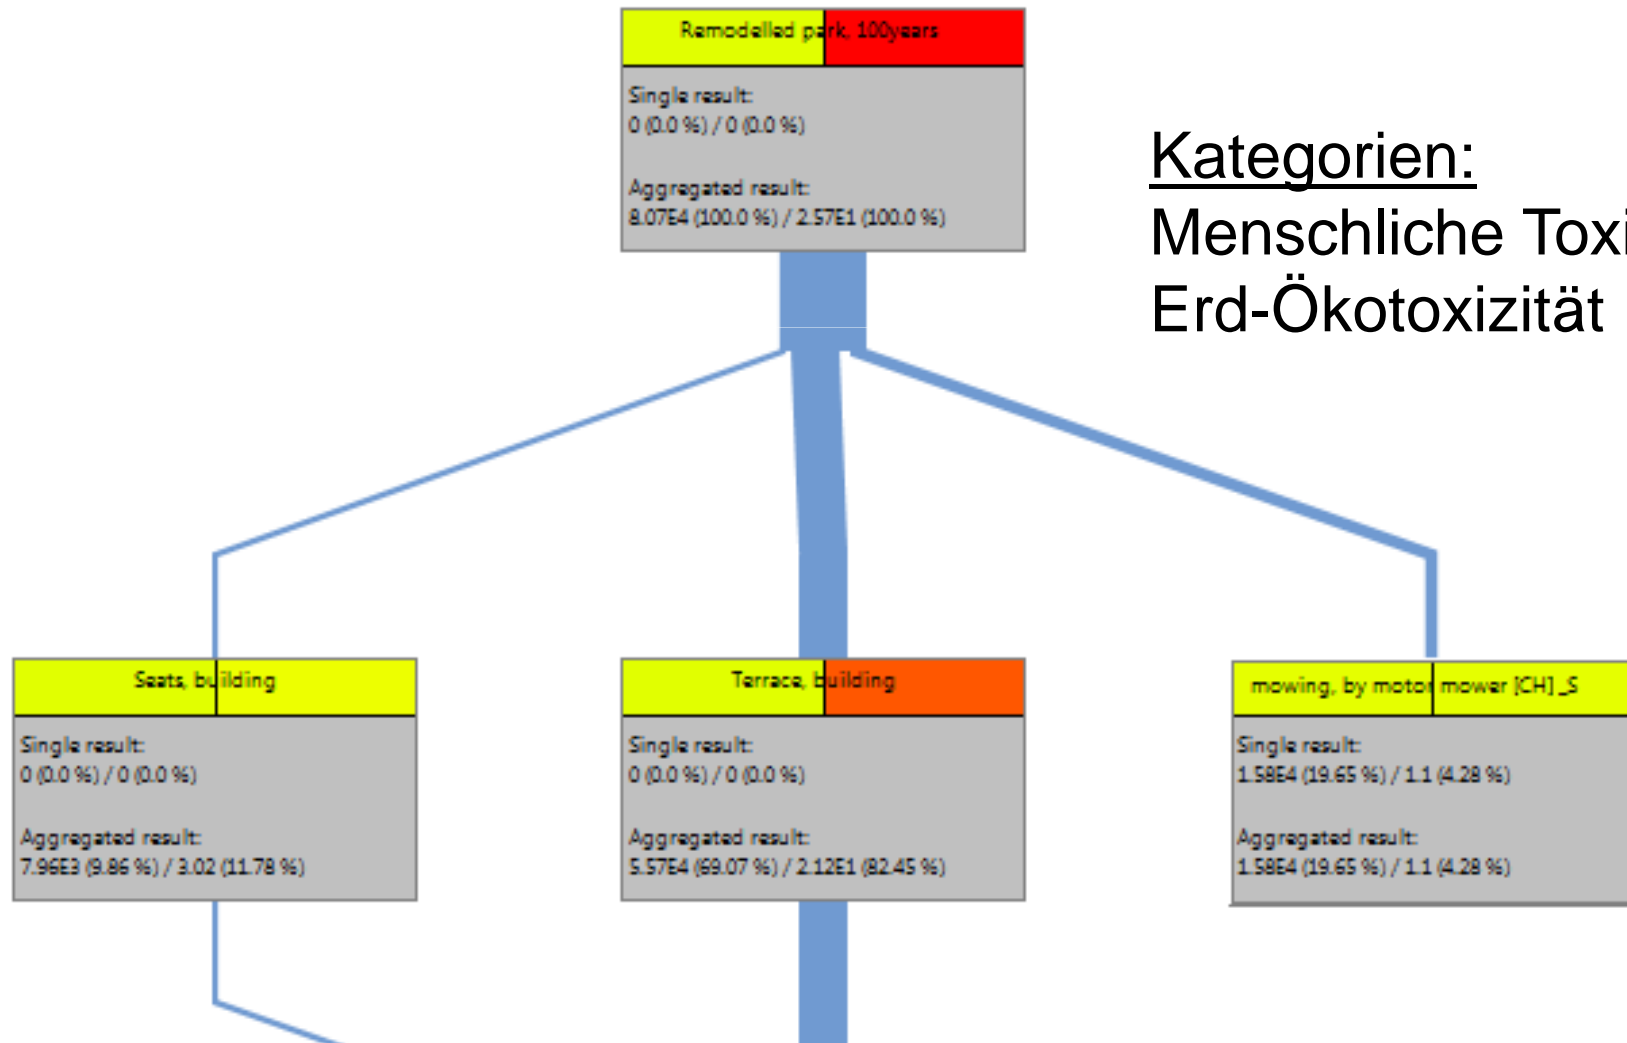 Remodelled park, 100years
Single result:
0 (0.0 %) / 0 (0.0 %)
Aggregated result:
8.07E4 (100.0 %) / 2.57E1 (100.0 %)
Kategorien:
Menschliche Toxi
Erd-Ökotoxizität
Seats, building
Single result:
0 (0.0 %) / 0 (0.0 %)
Aggregated result:
7.96E3 (9.86 %) / 3.02 (11.78 %)
Terrace, building
Single result:
0 (0.0 %) / 0 (0.0 %)
Aggregated result:
5.57E4 (69.07 %) / 2.12E1 (82.45 %)
mowing, by motor mower [CH] _S
Single result:
1.58E4 (19.65 %) / 1.1 (4.28 %)
Aggregated result:
1.58E4 (19.65 %) / 1.1 (4.28 %)